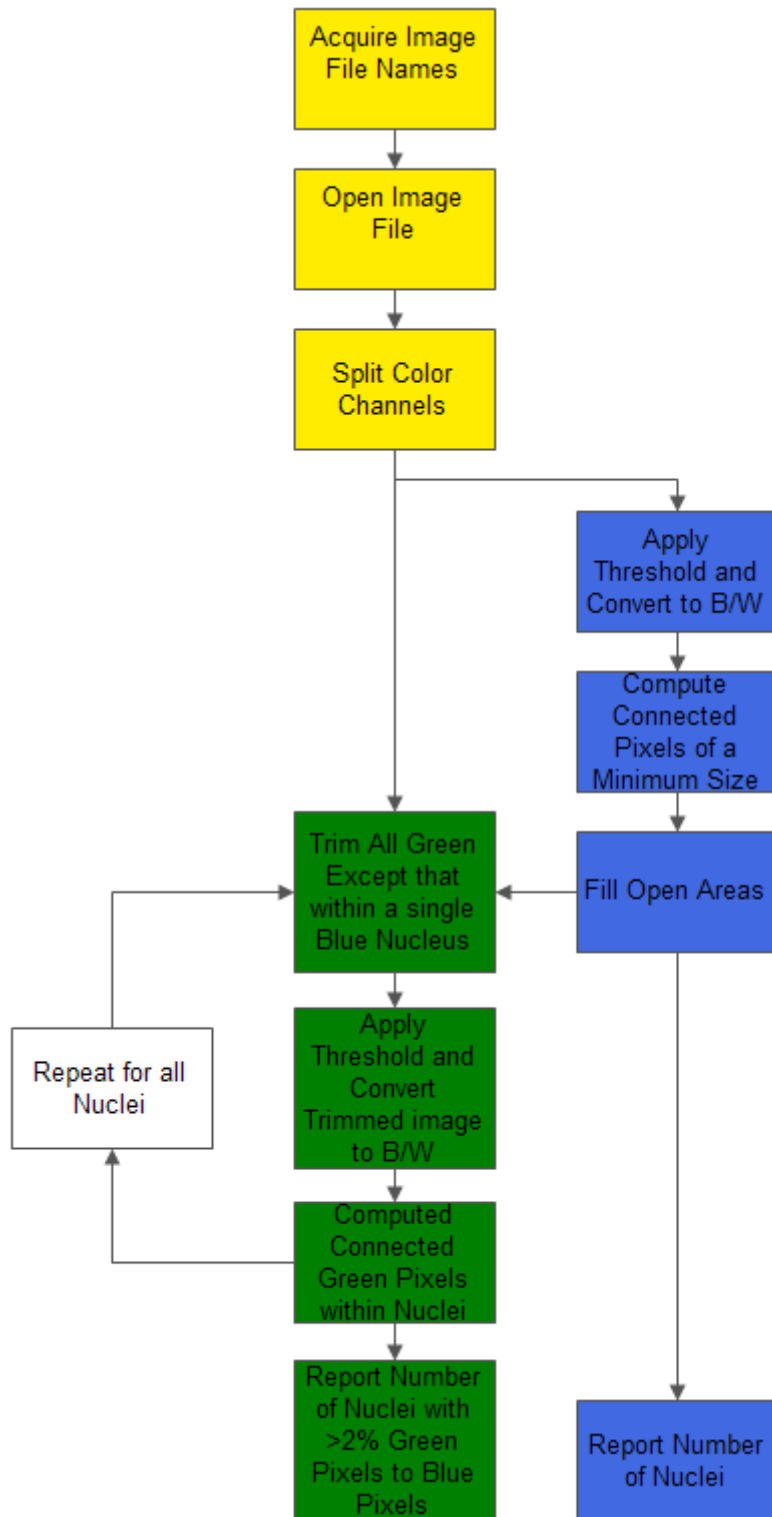 Acquire Image
File Names
Open Image
File
Split Color
Channels
Apply
Threshold and
Convert to B/W
Compute
Connected
Pixels of a
Minimum Size
Fill Open Areas
Trim All Green
Except that
within a single
Blue Nucleus
Apply
Threshold and
Convert
Trimmed image
to B/W
Repeat for all
Nuclei
Computed
Connected
Green Pixels
within Nuclei
Report Number
of Nuclei with
>2% Green
Pixels to Blue
Pixels
Report Number
of Nuclei